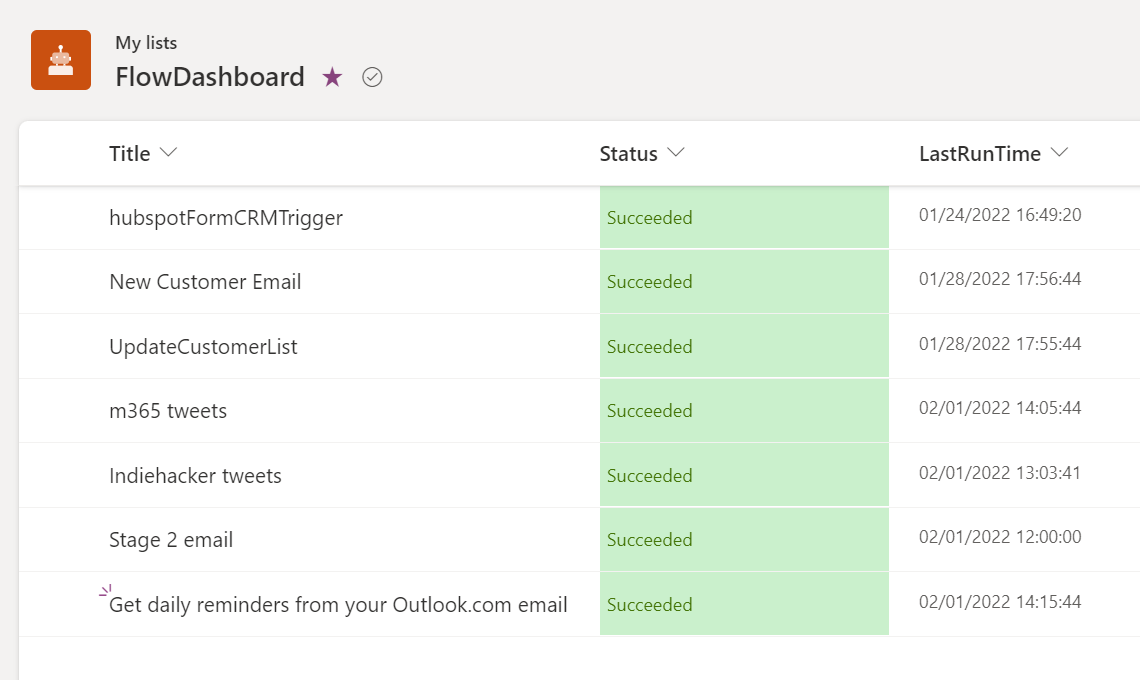 My lists
FlowDashboard
Title Status LastRunTime
hubspotFormCRMTrigger Succeeded 01/24/2022 16:49:20
New Customer Email Succeeded 01/28/2022 17:56:44
UpdateCustomerList Succeeded 01/28/2022 17:55:44
m365 tweets Succeeded 02/01/2022 14:05:44
Indiehacker tweets Succeeded 02/01/2022 13:03:41
Stage 2 email Succeeded 02/01/2022 12:00:00
Get daily reminders from your Outlook.com email Succeeded 02/01/2022 14:15:44